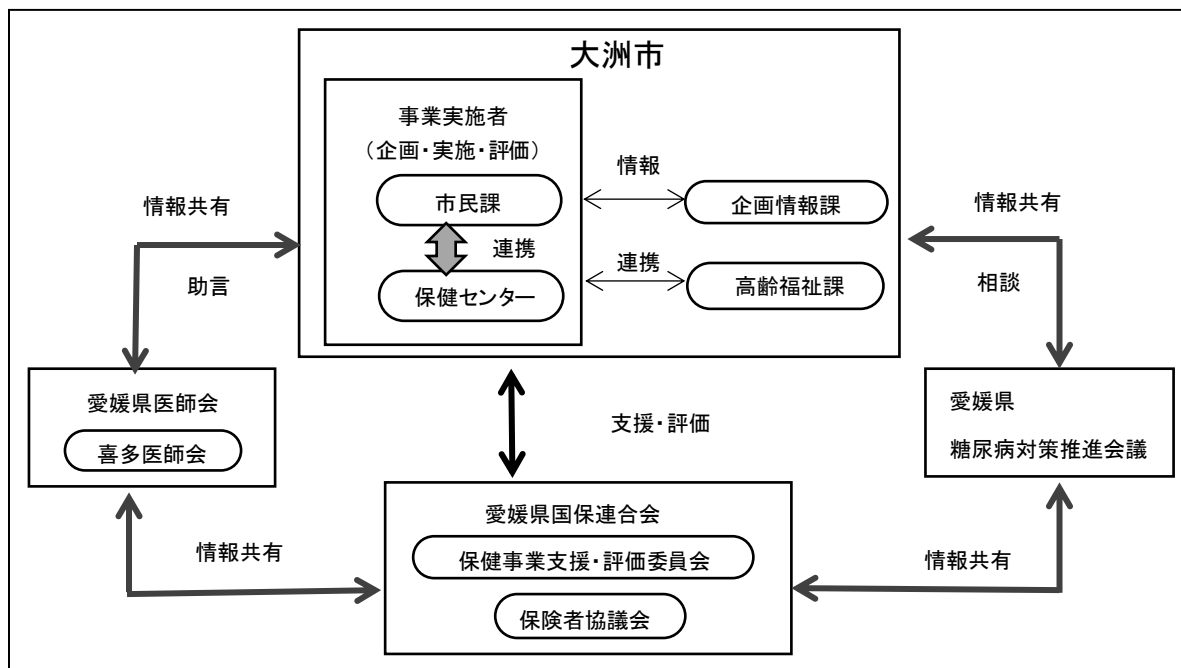 大洲市
事業実施者
（企画・実施・評価）
市民課
連携
保健センター
情報
企画情報課
連携
高齢福祉課
情報共有
助言
情報共有
相談
愛媛県医師会
喜多医師会
支援・評価
愛媛県
糖尿病対策推進会議
愛媛県国保連合会
保健事業支援・評価委員会
保険者協議会
情報共有
情報共有